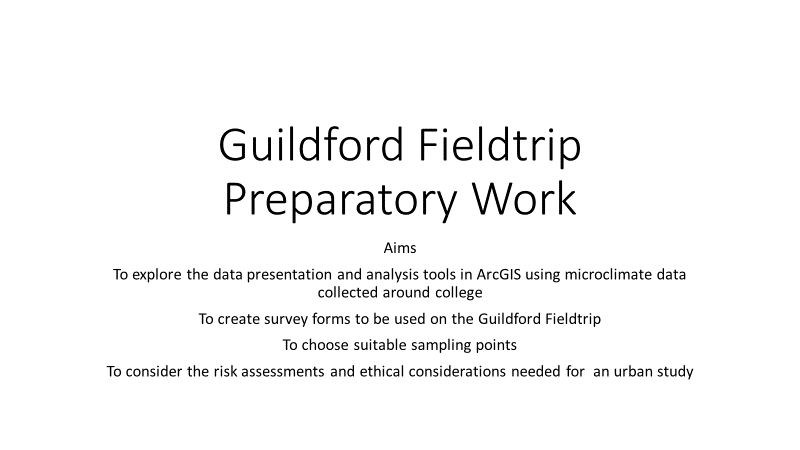 Guildford Fieldtrip
Preparatory Work
Aims
To explore the data presentation and analysis tools in ArcGIS using microclimate data
collected around college
To create survey forms to be used on the Guildford Fieldtrip
To choose suitable sampling points
To consider the risk assessments and ethical considerations needed for  an urban study